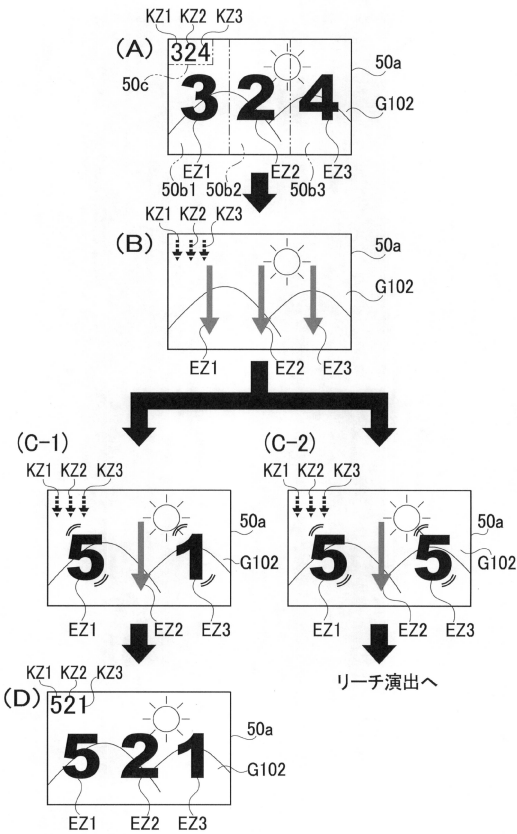 KZ1 KZ2 KZ3
(A)
324
50c
50a
3 2 4
G102
EZ1 EZ2 EZ3
50b1 50b2 50b3
KZ1 KZ2 KZ3
(B)
50a
G102
EZ1 EZ2 EZ3
(C-1)
KZ1 KZ2 KZ3
50a
5 1
G102
EZ1 EZ2 EZ3
(C-2)
KZ1 KZ2 KZ3
50a
5 5
G102
EZ1 EZ2 EZ3
リーチ演出へ
KZ1 KZ2 KZ3
(D)
521
50a
5 2 1
G102
EZ1 EZ2 EZ3